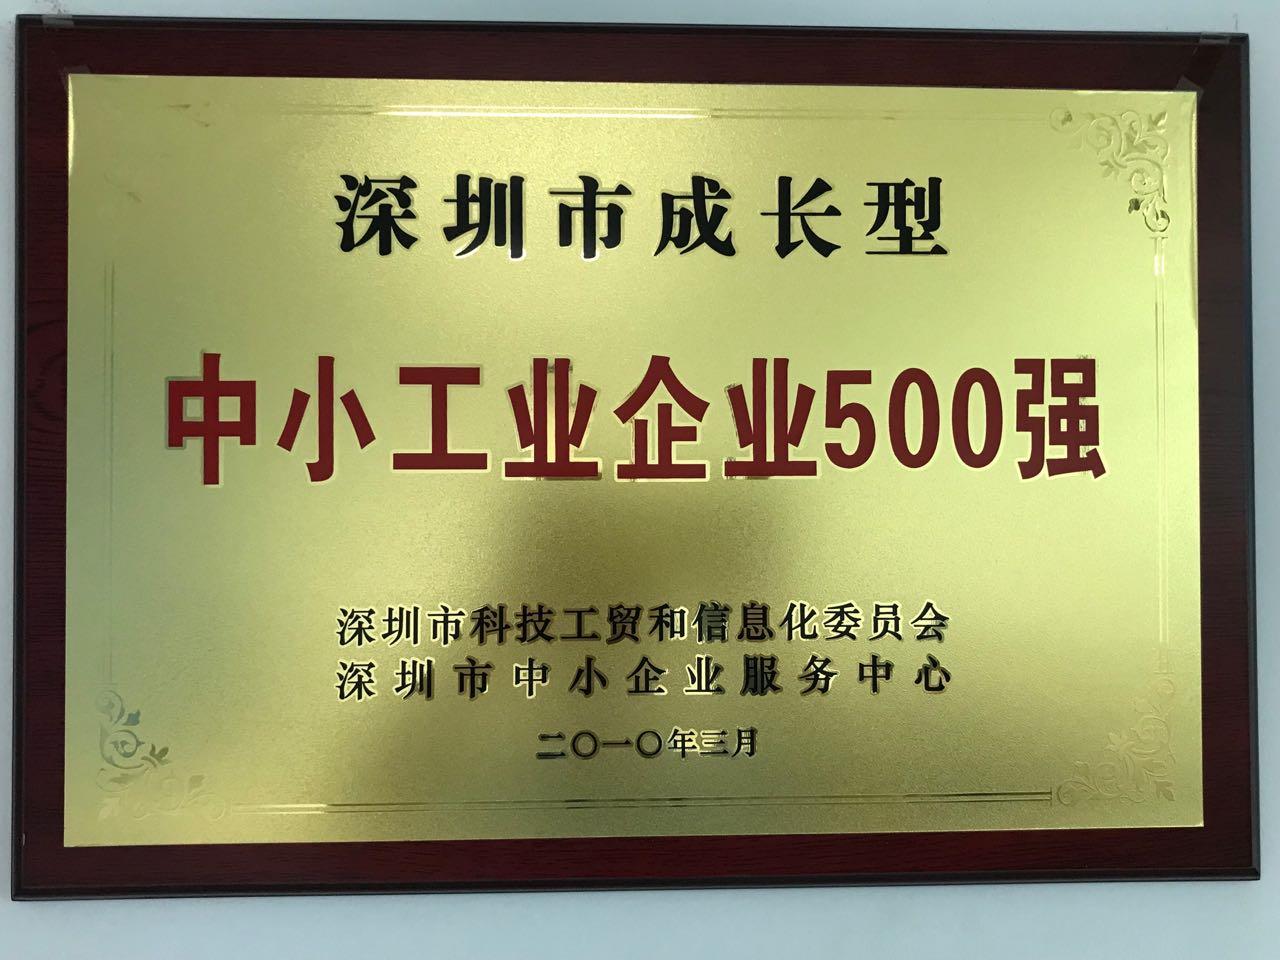 深圳市成长型
中小工业企业500强
深圳市科技工贸和信息化委员会
深圳市中小企业服务中心
二〇一〇年三月